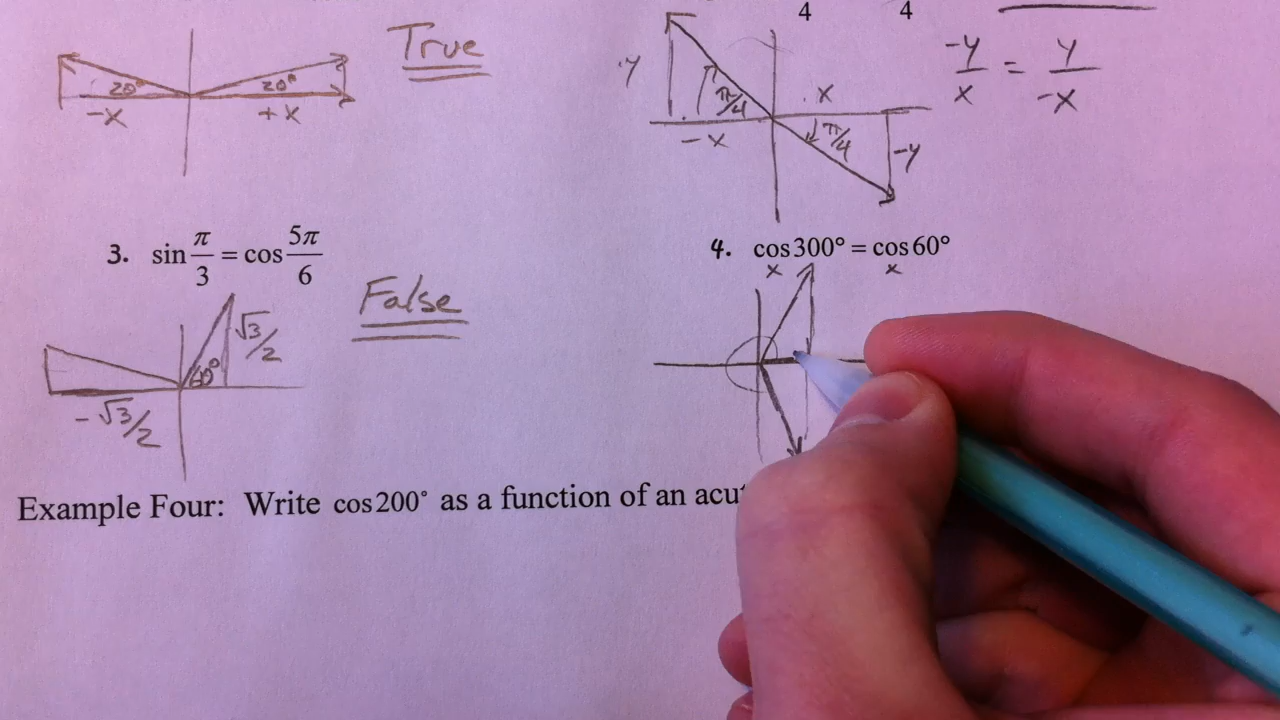 4 4
True
20° 20°
-x +x
y π/4 x
-x π/4 -y
-y/x = y/-x
3. sin π/3 = cos 5π/6
False
60° √3/2
-√3/2
4. cos 300° = cos 60°
x x
Example Four: Write cos 200° as a function of an acu